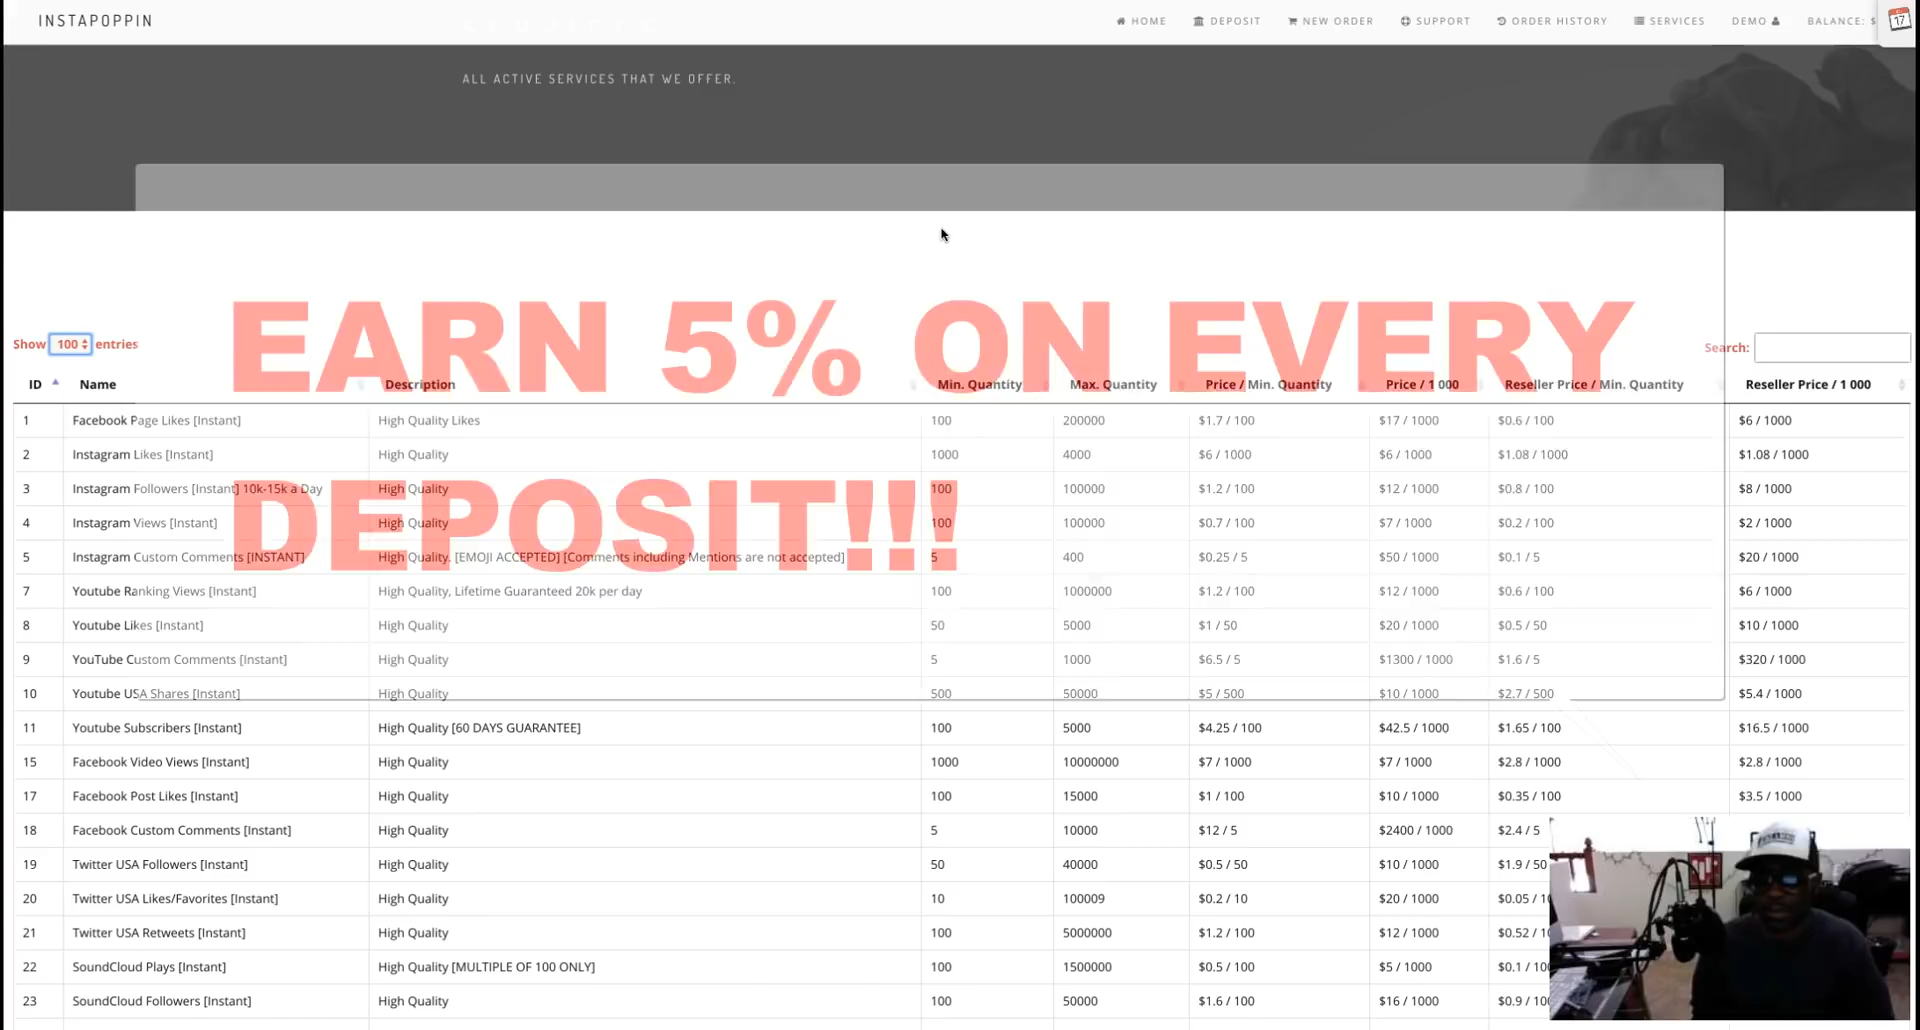 INSTAPOPPIN
HOME DEPOSIT NEW ORDER SUPPORT ORDER HISTORY SERVICES DEMO BALANCE: $
17
ALL ACTIVE SERVICES THAT WE OFFER.
EARN 5% ON EVERY
DEPOSIT!!!
Show 100 entries
Search:
ID Name Description Min. Quantity Max. Quantity Price / Min. Quantity Price / 1 000 Reseller Price / Min. Quantity Reseller Price / 1 000
1 Facebook Page Likes [Instant] High Quality Likes 100 200000 $1.7 / 100 $17 / 1000 $0.6 / 100 $6 / 1000
2 Instagram Likes [Instant] High Quality 1000 4000 $6 / 1000 $6 / 1000 $1.08 / 1000 $1.08 / 1000
3 Instagram Followers [Instant] 10k-15k a Day High Quality 100 100000 $1.2 / 100 $12 / 1000 $0.8 / 100 $8 / 1000
4 Instagram Views [Instant] High Quality 100 100000 $0.7 / 100 $7 / 1000 $0.2 / 100 $2 / 1000
5 Instagram Custom Comments [INSTANT] High Quality. [EMOJI ACCEPTED] [Comments including Mentions are not accepted] 5 400 $0.25 / 5 $50 / 1000 $0.1 / 5 $20 / 1000
7 Youtube Ranking Views [Instant] High Quality, Lifetime Guaranteed 20k per day 100 1000000 $1.2 / 100 $12 / 1000 $0.6 / 100 $6 / 1000
8 Youtube Likes [Instant] High Quality 50 5000 $1 / 50 $20 / 1000 $0.5 / 50 $10 / 1000
9 YouTube Custom Comments [Instant] High Quality 5 1000 $6.5 / 5 $1300 / 1000 $1.6 / 5 $320 / 1000
10 Youtube USA Shares [Instant] High Quality 500 50000 $5 / 500 $10 / 1000 $2.7 / 500 $5.4 / 1000
11 Youtube Subscribers [Instant] High Quality [60 DAYS GUARANTEE] 100 5000 $4.25 / 100 $42.5 / 1000 $1.65 / 100 $16.5 / 1000
15 Facebook Video Views [Instant] High Quality 1000 10000000 $7 / 1000 $7 / 1000 $2.8 / 1000 $2.8 / 1000
17 Facebook Post Likes [Instant] High Quality 100 15000 $1 / 100 $10 / 1000 $0.35 / 100 $3.5 / 1000
18 Facebook Custom Comments [Instant] High Quality 5 10000 $12 / 5 $2400 / 1000 $2.4 / 5
19 Twitter USA Followers [Instant] High Quality 50 40000 $0.5 / 50 $10 / 1000 $1.9 / 50
20 Twitter USA Likes/Favorites [Instant] High Quality 10 100009 $0.2 / 10 $20 / 1000 $0.05 / 10
21 Twitter USA Retweets [Instant] High Quality 100 5000000 $1.2 / 100 $12 / 1000 $0.52 / 10
22 SoundCloud Plays [Instant] High Quality [MULTIPLE OF 100 ONLY] 100 1500000 $0.5 / 100 $5 / 1000 $0.1 / 10
23 SoundCloud Followers [Instant] High Quality 100 50000 $1.6 / 100 $16 / 1000 $0.9 / 10